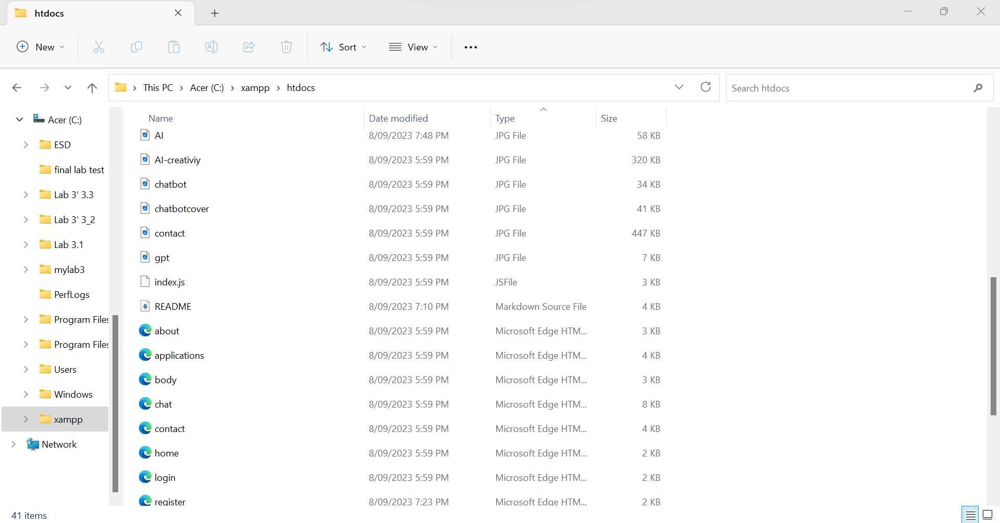 htdocs
New Sort View
This PC Acer (C:) xampp htdocs Search htdocs
Acer (C:)
ESD
final lab test
Lab 3' 3.3
Lab 3' 3_2
Lab 3.1
mylab3
PerfLogs
Program Files
Program Files
Users
Windows
xampp
Network
Name Date modified Type Size
AI 8/09/2023 7:48 PM JPG File 58 KB
AI-creativiy 8/09/2023 5:59 PM JPG File 320 KB
chatbot 8/09/2023 5:59 PM JPG File 34 KB
chatbotcover 8/09/2023 5:59 PM JPG File 41 KB
contact 8/09/2023 5:59 PM JPG File 447 KB
gpt 8/09/2023 5:59 PM JPG File 7 KB
index.js 8/09/2023 5:59 PM JSFile 3 KB
README 8/09/2023 7:10 PM Markdown Source File 4 KB
about 8/09/2023 5:59 PM Microsoft Edge HTM... 3 KB
applications 8/09/2023 5:59 PM Microsoft Edge HTM... 4 KB
body 8/09/2023 5:59 PM Microsoft Edge HTM... 3 KB
chat 8/09/2023 5:59 PM Microsoft Edge HTM... 8 KB
contact 8/09/2023 5:59 PM Microsoft Edge HTM... 4 KB
home 8/09/2023 5:59 PM Microsoft Edge HTM... 2 KB
login 8/09/2023 5:59 PM Microsoft Edge HTM... 2 KB
register 8/09/2023 7:23 PM Microsoft Edge HTM... 2 KB
41 items